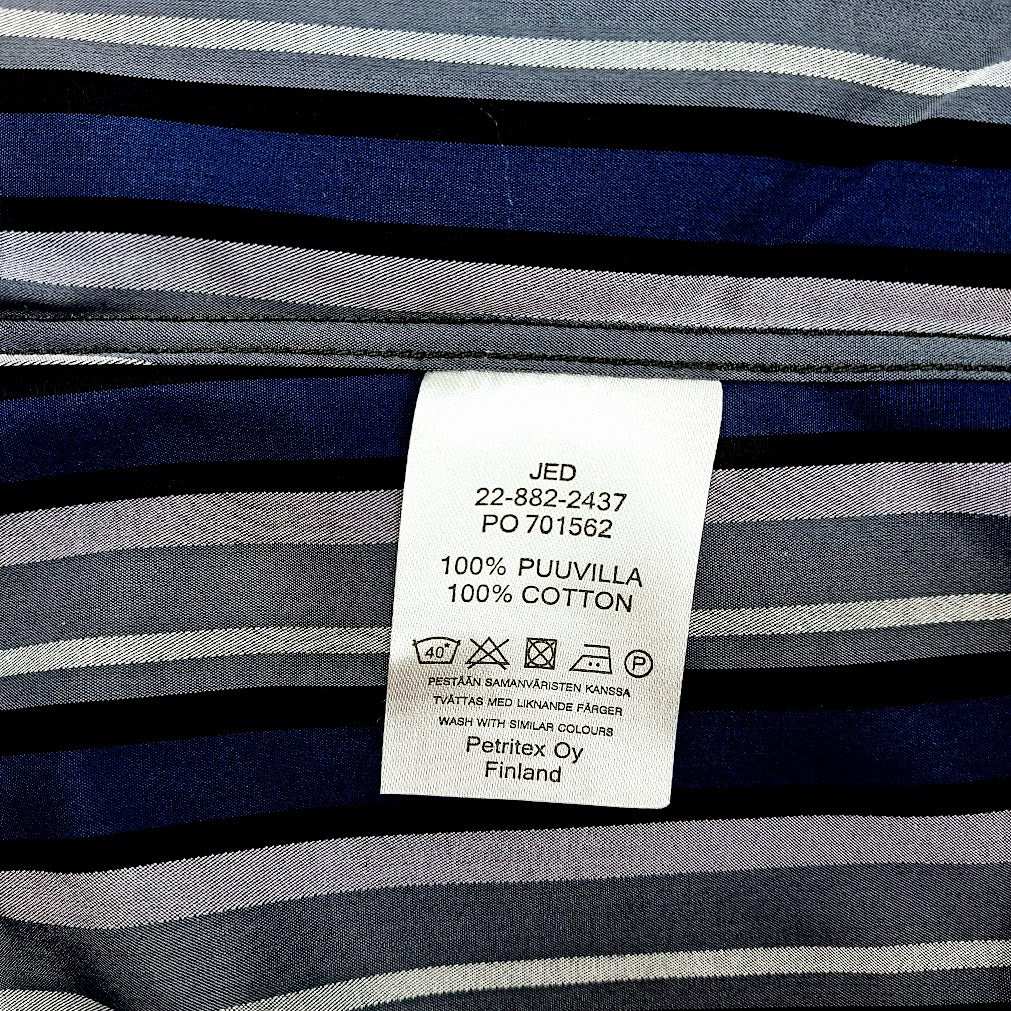 JED
22-882-2437
PO 701562
100% PUUVILLA
100% COTTON
40° P
PESTÄÄN SAMANVÄRISTEN KANSSA
TVÄTTAS MED LIKNANDE FÄRGER
WASH WITH SIMILAR COLOURS
Petritex Oy
Finland